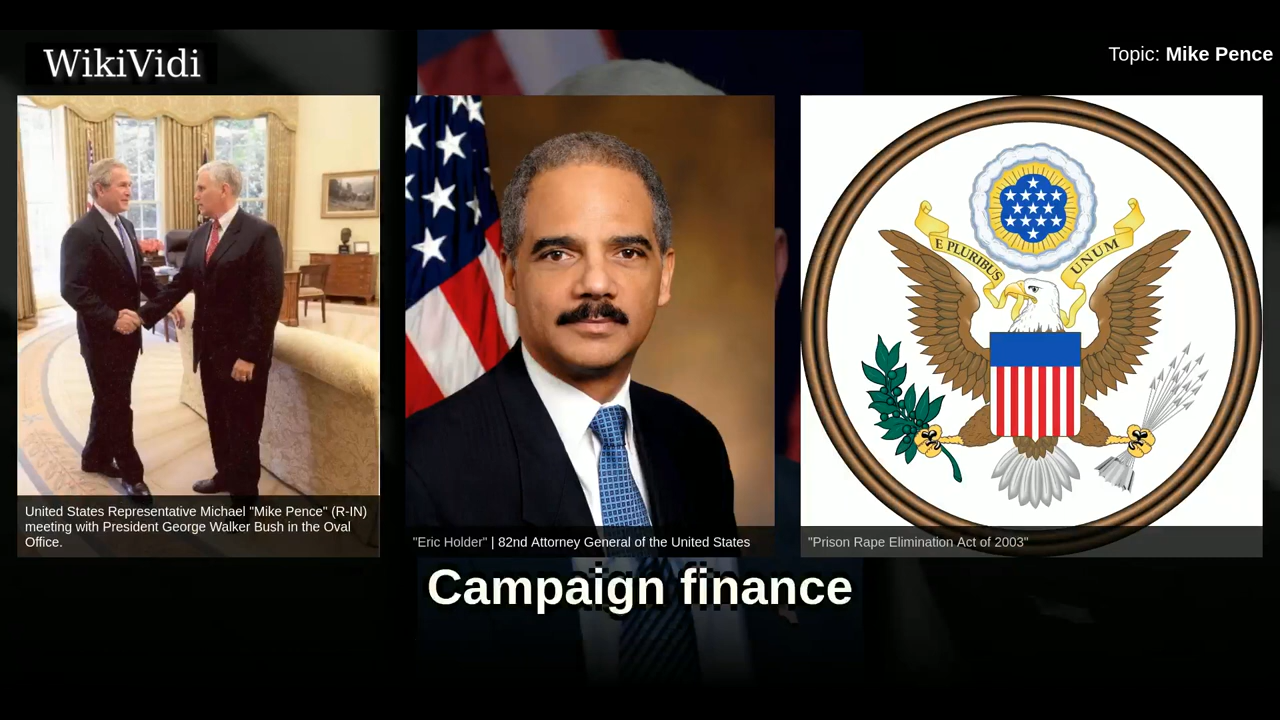 WikiVidi
Topic: Mike Pence
E PLURIBUS
UNUM
United States Representative Michael "Mike Pence" (R-IN)
meeting with President George Walker Bush in the Oval
Office.
"Eric Holder" | 82nd Attorney General of the United States
"Prison Rape Elimination Act of 2003"
Campaign finance